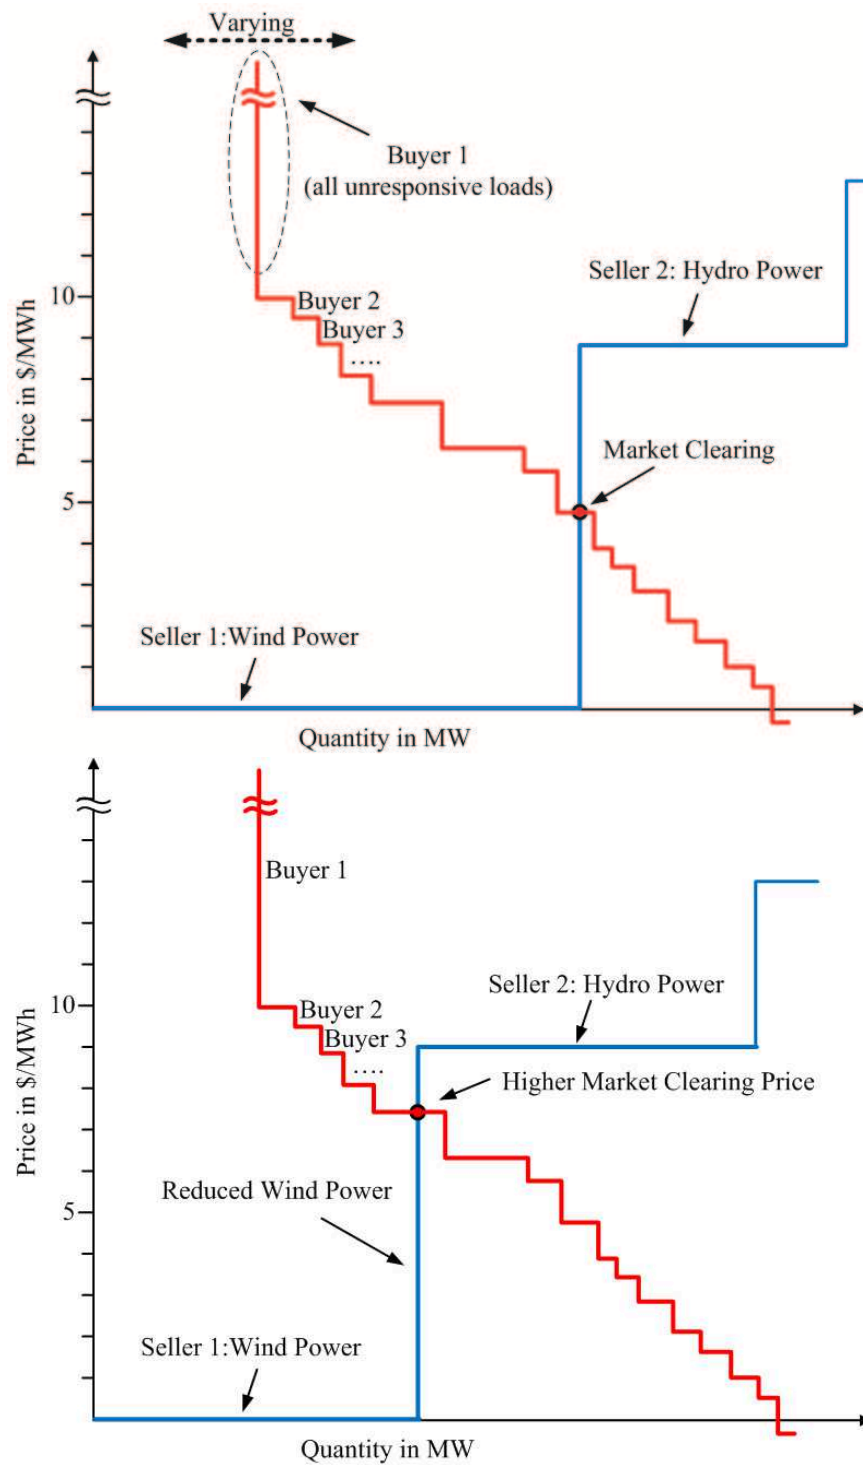 Varying
Buyer 1
(all unresponsive loads)
Seller 2: Hydro Power
10
Buyer 2
Buyer 3
....
Price in $/MWh
Market Clearing
5
Seller 1:Wind Power
Quantity in MW
Buyer 1
Seller 2: Hydro Power
10
Buyer 2
Buyer 3
....
Higher Market Clearing Price
Price in $/MWh
Reduced Wind Power
5
Seller 1:Wind Power
Quantity in MW